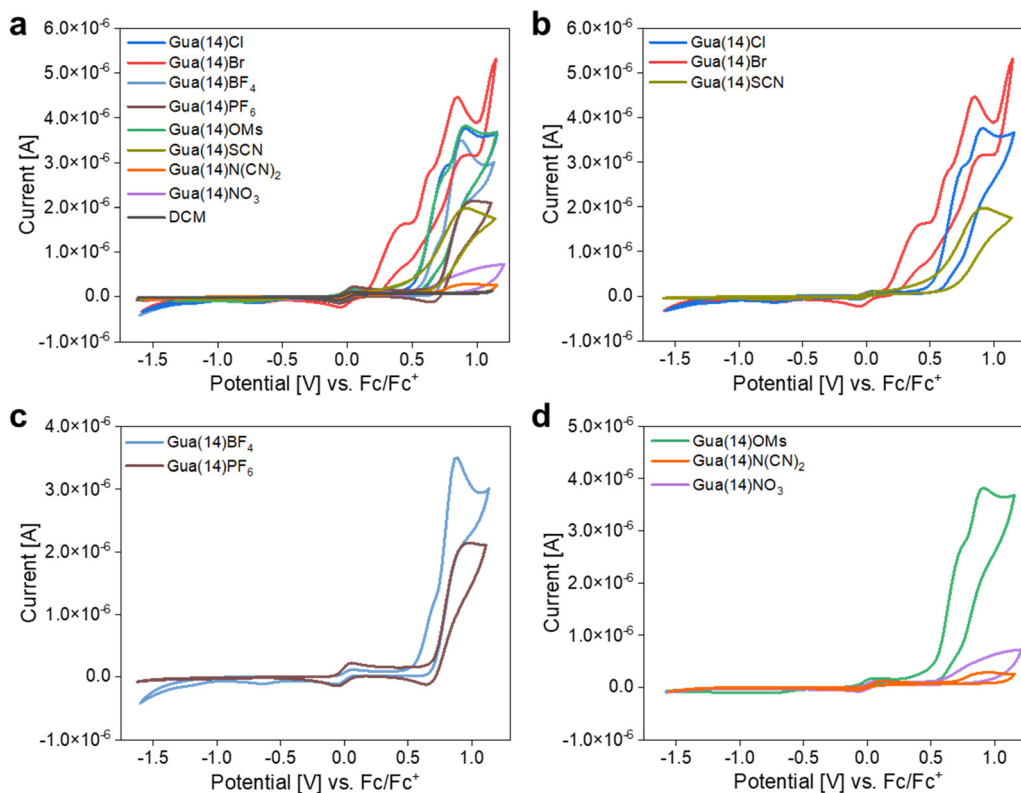 a
6.0×10⁻⁶
5.0×10⁻⁶
4.0×10⁻⁶
3.0×10⁻⁶
2.0×10⁻⁶
1.0×10⁻⁶
0.0
-1.0×10⁻⁶
Current [A]
Gua(14)Cl
Gua(14)Br
Gua(14)BF₄
Gua(14)PF₆
Gua(14)OMs
Gua(14)SCN
Gua(14)N(CN)₂
Gua(14)NO₃
DCM
-1.5 -1.0 -0.5 0.0 0.5 1.0
Potential [V] vs. Fc/Fc⁺
b
6.0×10⁻⁶
5.0×10⁻⁶
4.0×10⁻⁶
3.0×10⁻⁶
2.0×10⁻⁶
1.0×10⁻⁶
0.0
-1.0×10⁻⁶
Current [A]
Gua(14)Cl
Gua(14)Br
Gua(14)SCN
-1.5 -1.0 -0.5 0.0 0.5 1.0
Potential [V] vs. Fc/Fc⁺
c
4.0×10⁻⁶
3.0×10⁻⁶
2.0×10⁻⁶
1.0×10⁻⁶
0.0
-1.0×10⁻⁶
Current [A]
Gua(14)BF₄
Gua(14)PF₆
-1.5 -1.0 -0.5 0.0 0.5 1.0
Potential [V] vs. Fc/Fc⁺
d
5.0×10⁻⁶
4.0×10⁻⁶
3.0×10⁻⁶
2.0×10⁻⁶
1.0×10⁻⁶
0.0
-1.0×10⁻⁶
Current [A]
Gua(14)OMs
Gua(14)N(CN)₂
Gua(14)NO₃
-1.5 -1.0 -0.5 0.0 0.5 1.0
Potential [V] vs. Fc/Fc⁺